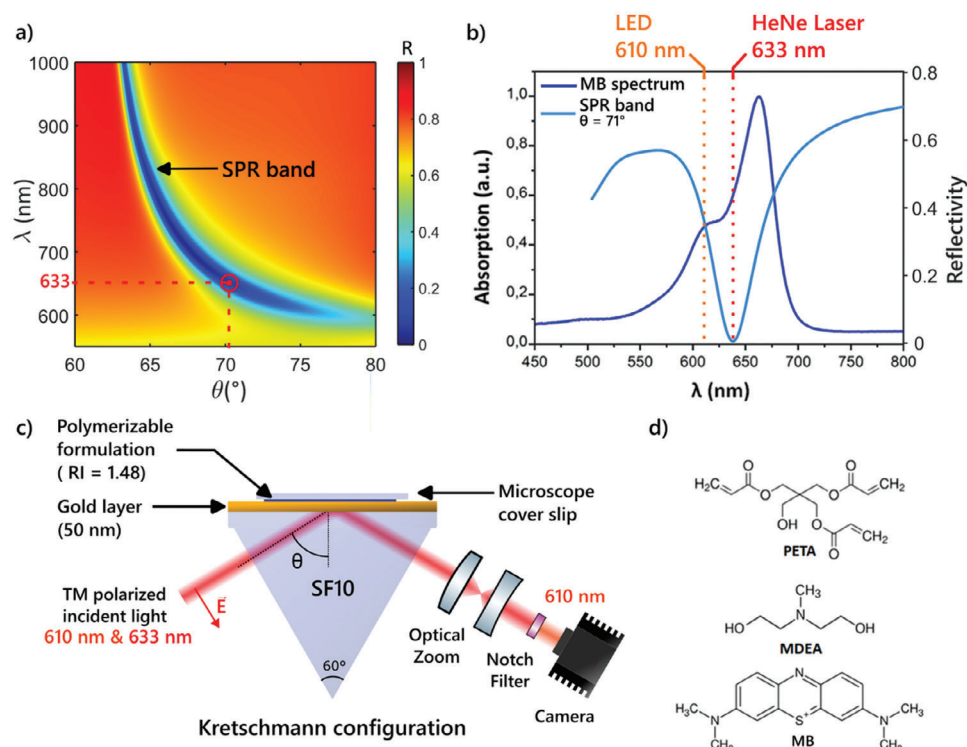 a)
R
1000
900
800
700
633
600
λ (nm)
SPR band
60
65
70
75
80
θ(°)
1
0.8
0.6
0.4
0.2
0
b)
LED
610 nm
HeNe Laser
633 nm
MB spectrum
SPR band
θ = 71°
1,0
0,8
0,6
0,4
0,2
0,0
Absorption (a.u.)
450
500
550
600
650
700
750
800
λ (nm)
0.8
0.6
0.4
0.2
0
Reflectivity
c)
Polymerizable
formulation
( RI = 1.48)
Gold layer
(50 nm)
Microscope
cover slip
θ
SF10
TM polarized
incident light
610 nm & 633 nm
E
60°
Optical
Zoom
Notch
Filter
610 nm
Camera
Kretschmann configuration
d)
H₂C
O
O
O
O
CH₂
OH
O
CH₂
O
PETA
CH₃
HO
N
OH
MDEA
N
H₃C
N
S⁺
N
CH₃
CH₃
CH₃
MB